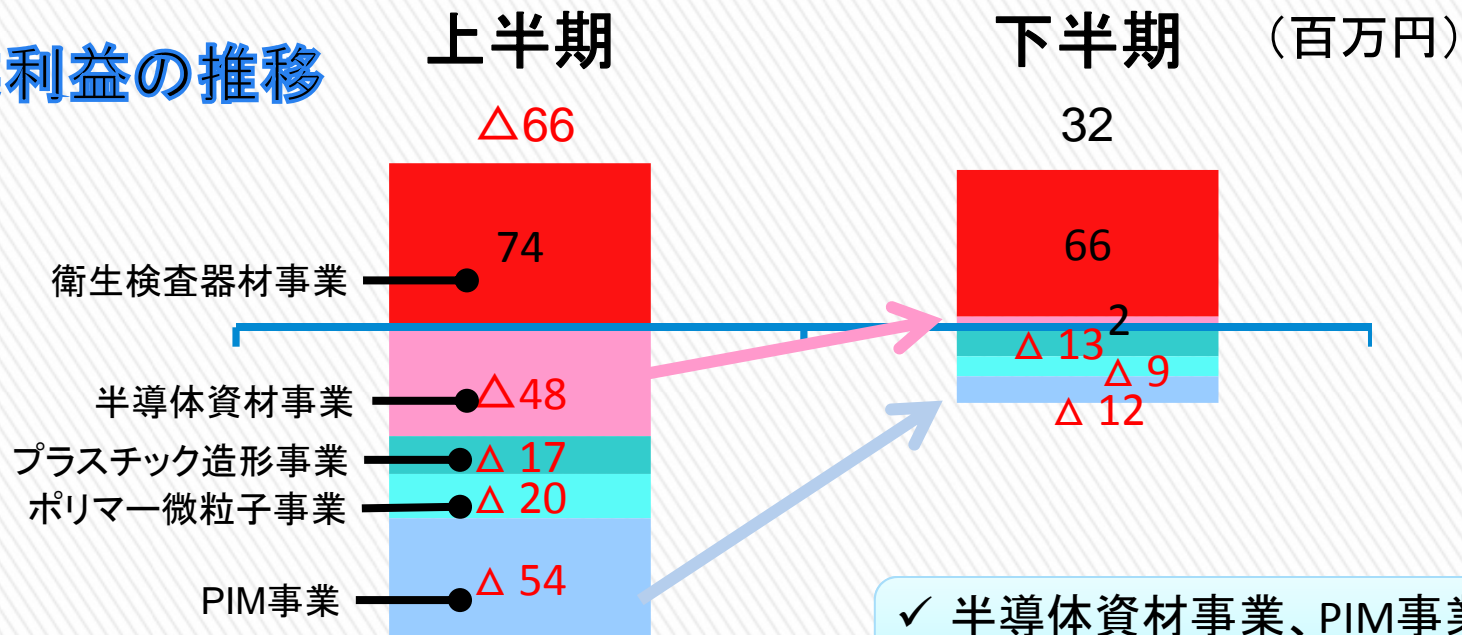 利益の推移
上半期 下半期 （百万円）
△66 32
衛生検査器材事業 74 66
半導体資材事業 △48 2
プラスチック造形事業 △ 17 △ 13
ポリマー微粒子事業 △ 20 △ 9
PIM事業 △ 54 △ 12
✓ 半導体資材事業、PIM事業